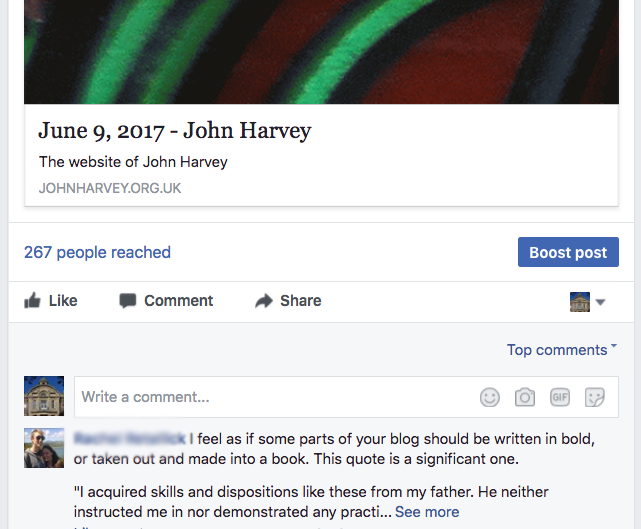 June 9, 2017 - John Harvey
The website of John Harvey
JOHNHARVEY.ORG.UK
267 people reached
Boost post
Like
Comment
Share
Top comments
Write a comment...
GIF
I feel as if some parts of your blog should be written in bold,
or taken out and made into a book. This quote is a significant one.
"I acquired skills and dispositions like these from my father. He neither
instructed me in nor demonstrated any practi... See more